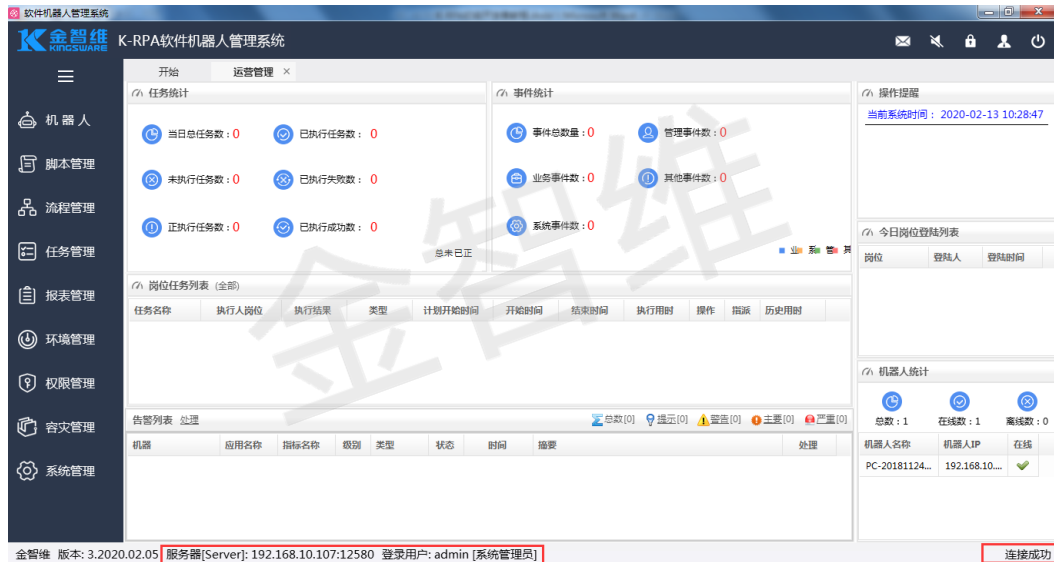 软件机器人管理系统
金智维 KINGSWARE K-RPA软件机器人管理系统
开始 运营管理 ×
机器人
脚本管理
流程管理
任务管理
报表管理
环境管理
权限管理
容灾管理
系统管理
任务统计
当日总任务数：0 已执行任务数： 0
未执行任务数：0 已执行失败数： 0
正执行任务数：0 已执行成功数： 0
总未已正
事件统计
事件总数量：0 管理事件数：0
业务事件数：0 其他事件数：0
系统事件数：0
业 系 管 其
操作提醒
当前系统时间： 2020-02-13 10:28:47
今日岗位登陆列表
岗位 登陆人 登陆时间
岗位任务列表 (全部)
任务名称 执行人岗位 执行结果 类型 计划开始时间 开始时间 结束时间 执行用时 操作 指派 历史用时
机器人统计
总数：1 在线数：1 离线数：0
机器人名称 机器人IP 在线
PC-20181124... 192.168.10....
告警列表 处理 总数[0] 提示[0] 警告[0] 主要[0] 严重[0]
机器 应用名称 指标名称 级别 类型 状态 时间 摘要 处理
金智维 版本: 3.2020.02.05 服务器[Server]: 192.168.10.107:12580 登录用户: admin [系统管理员] 连接成功
金智维